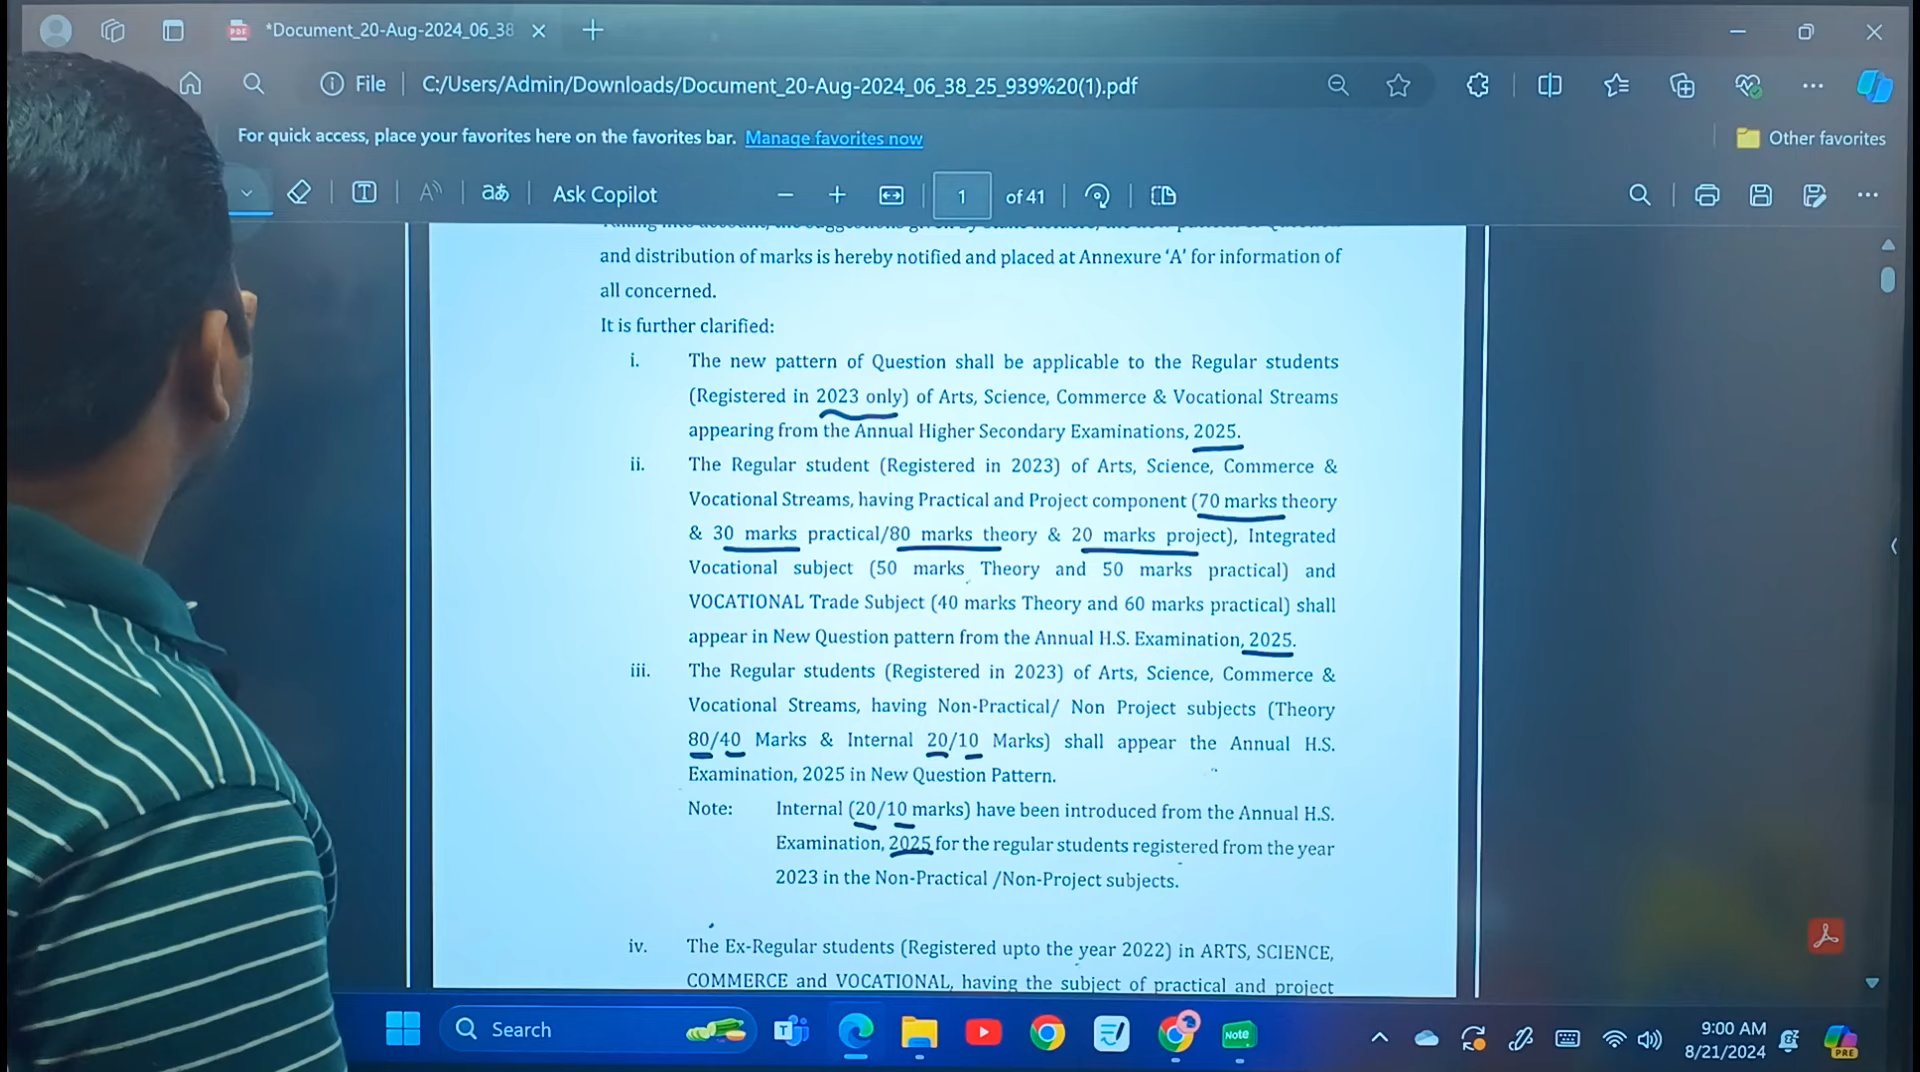 *Document_20-Aug-2024_06_38
File C:/Users/Admin/Downloads/Document_20-Aug-2024_06_38_25_939%20(1).pdf
For quick access, place your favorites here on the favorites bar. Manage favorites now
Other favorites
Ask Copilot
1 of 41
and distribution of marks is hereby notified and placed at Annexure ‘A’ for information of
all concerned.
It is further clarified:
i. The new pattern of Question shall be applicable to the Regular students
(Registered in 2023 only) of Arts, Science, Commerce & Vocational Streams
appearing from the Annual Higher Secondary Examinations, 2025.
ii. The Regular student (Registered in 2023) of Arts, Science, Commerce &
Vocational Streams, having Practical and Project component (70 marks theory
& 30 marks practical/80 marks theory & 20 marks project), Integrated
Vocational subject (50 marks Theory and 50 marks practical) and
VOCATIONAL Trade Subject (40 marks Theory and 60 marks practical) shall
appear in New Question pattern from the Annual H.S. Examination, 2025.
iii. The Regular students (Registered in 2023) of Arts, Science, Commerce &
Vocational Streams, having Non-Practical/ Non Project subjects (Theory
80/40 Marks & Internal 20/10 Marks) shall appear the Annual H.S.
Examination, 2025 in New Question Pattern.
Note: Internal (20/10 marks) have been introduced from the Annual H.S.
Examination, 2025 for the regular students registered from the year
2023 in the Non-Practical /Non-Project subjects.
iv. The Ex-Regular students (Registered upto the year 2022) in ARTS, SCIENCE,
COMMERCE and VOCATIONAL, having the subject of practical and project
Search
Note
9:00 AM
8/21/2024
PRE